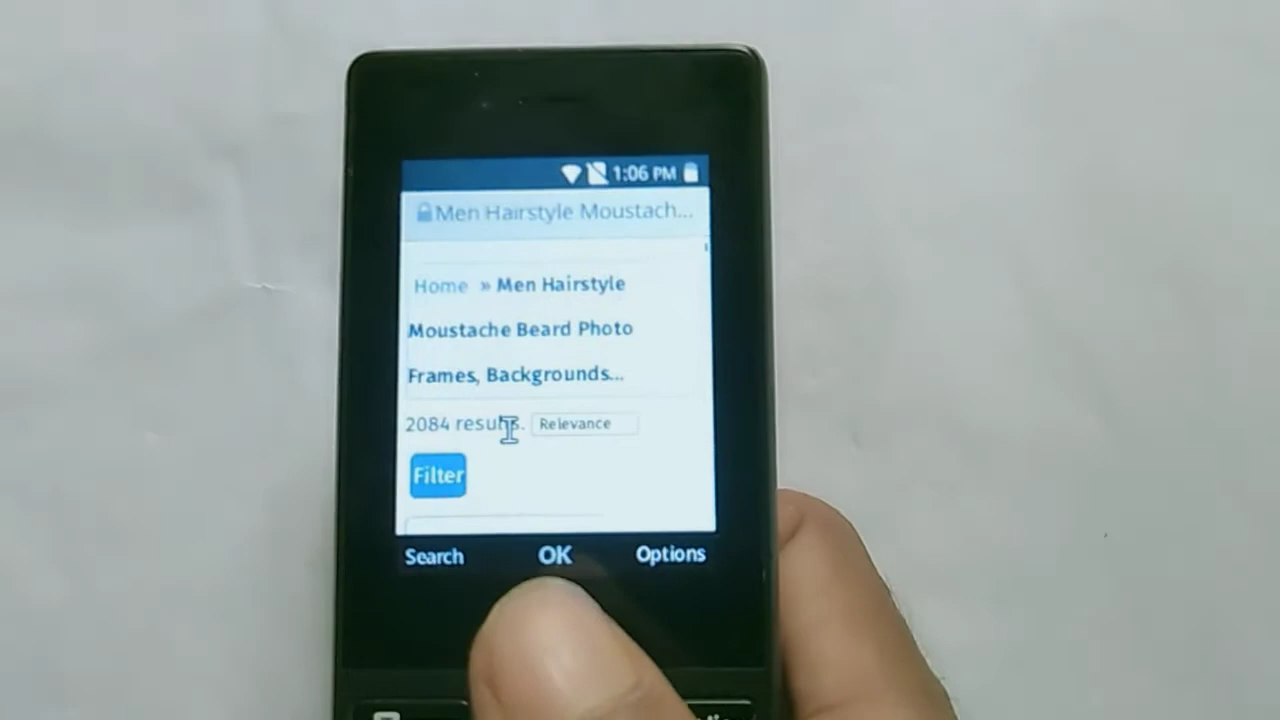 1:06 PM
Men Hairstyle Moustach...
Home » Men Hairstyle
Moustache Beard Photo
Frames, Backgrounds...
2084 results. Relevance
Filter
Search OK Options